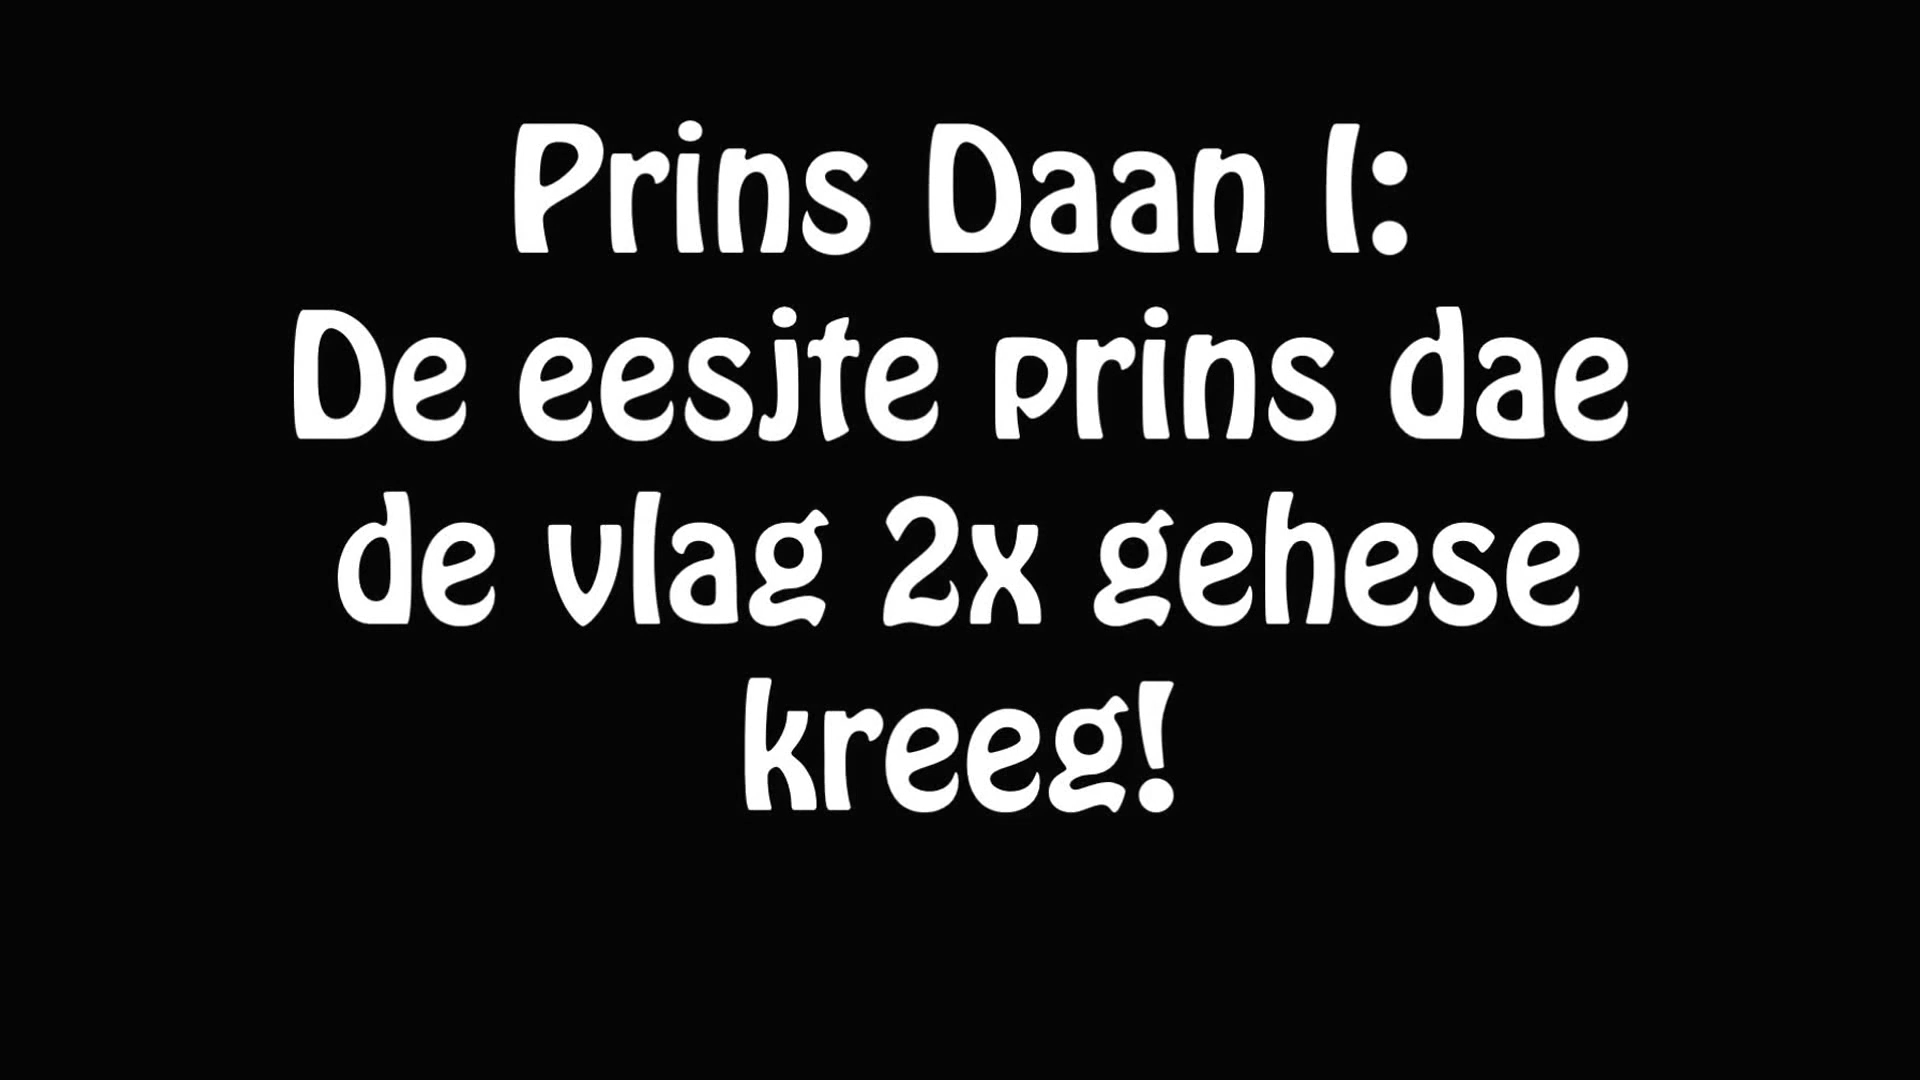 Prins Daan I:
De eesjte prins dae
de vlag 2x gehese
kreeg!